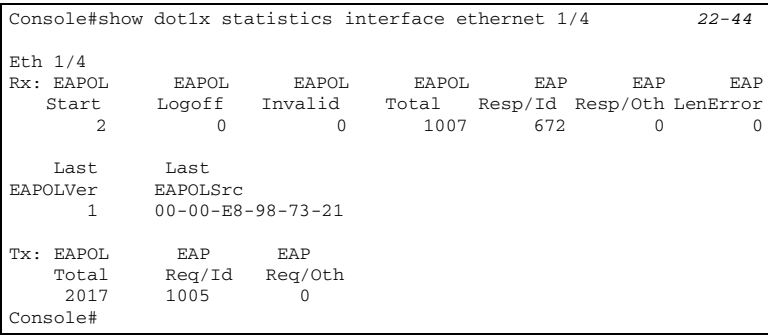 Console#show dot1x statistics interface ethernet 1/4 22-44
Eth 1/4
Rx: EAPOL EAPOL EAPOL EAPOL EAP EAP EAP
Start Logoff Invalid Total Resp/Id Resp/Oth LenError
2 0 0 1007 672 0 0
Last Last
EAPOLVer EAPOLSrc
1 00-00-E8-98-73-21
Tx: EAPOL EAP EAP
Total Req/Id Req/Oth
2017 1005 0
Console#